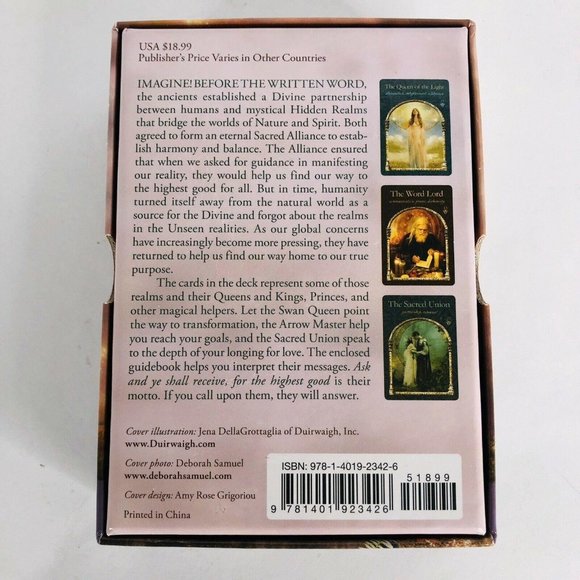 USA $18.99
Publisher's Price Varies in Other Countries
IMAGINE! BEFORE THE WRITTEN WORD,
the ancients established a Divine partnership
between humans and mystical Hidden Realms
that bridge the worlds of Nature and Spirit. Both
agreed to form an eternal Sacred Alliance to estab-
lish harmony and balance. The Alliance ensured
that when we asked for guidance in manifesting
our reality, they would help us find our way to
the highest good for all. But in time, humanity
turned itself away from the natural world as a
source for the Divine and forgot about the realms
in the Unseen realities. As our global concerns
have increasingly become more pressing, they have
returned to help us find our way home to our true
purpose.
The cards in the deck represent some of those
realms and their Queens and Kings, Princes, and
other magical helpers. Let the Swan Queen point
the way to transformation, the Arrow Master help
you reach your goals, and the Sacred Union speak
to the depth of your longing for love. The enclosed
guidebook helps you interpret their messages. Ask
and ye shall receive, for the highest good is their
motto. If you call upon them, they will answer.
The Queen of the Light
The Word Lord
The Sacred Union
partnership, romance
Cover illustration: Jena DellaGrottaglia of Duirwaigh, Inc.
www.Duirwaigh.com
Cover photo: Deborah Samuel
www.deborahsamuel.com
Cover design: Amy Rose Grigoriou
Printed in China
ISBN: 978-1-4019-2342-6
51899
9 781401 923426